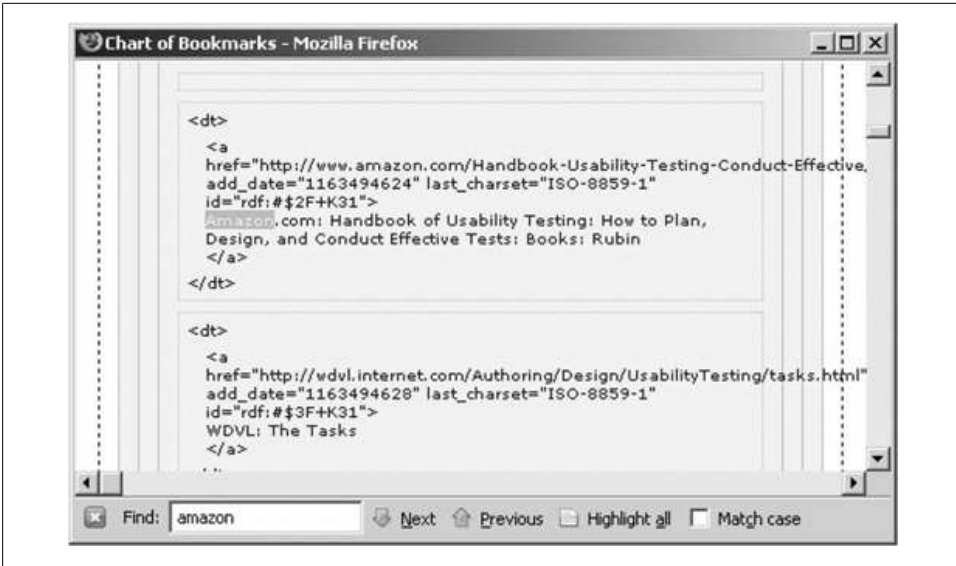 Chart of Bookmarks - Mozilla Firefox
<dt>
<a
href="http://www.amazon.com/Handbook-Usability-Testing-Conduct-Effective,
add_date="1163494624" last_charset="ISO-8859-1"
id="rdf:#$2F+K31">
Amazon.com: Handbook of Usability Testing: How to Plan,
Design, and Conduct Effective Tests: Books: Rubin
</a>
</dt>
<dt>
<a
href="http://wdvl.internet.com/Authoring/Design/UsabilityTesting/tasks.html"
add_date="1163494628" last_charset="ISO-8859-1"
id="rdf:#$3F+K31">
WDVL: The Tasks
</a>
Find: amazon Next Previous Highlight all Match case